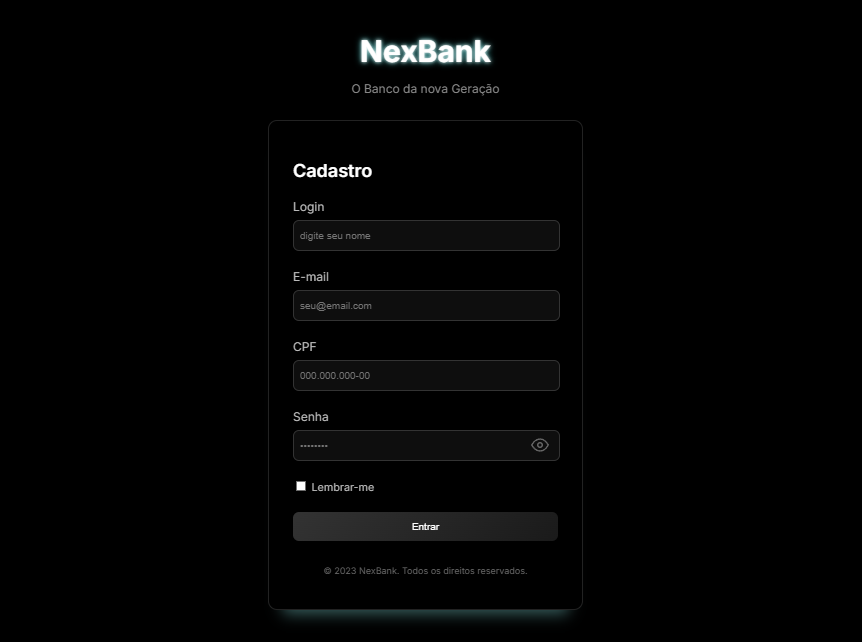 NexBank
O Banco da nova Geração
Cadastro
Login
digite seu nome
E-mail
seu@email.com
CPF
000.000.000-00
Senha
••••••••
Lembrar-me
Entrar
© 2023 NexBank. Todos os direitos reservados.